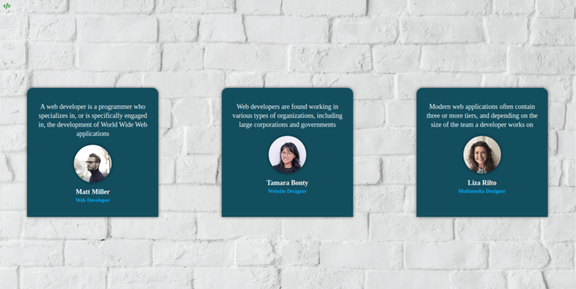 A web developer is a programmer who
specializes in, or is specifically engaged
in, the development of World Wide Web
applications
Matt Miller
Web Developer
Web developers are found working in
various types of organizations, including
large corporations and governments
Tamara Bonty
Website Designer
Modern web applications often contain
three or more tiers, and depending on the
size of the team a developer works on
Liza Rilto
Multimedia Designer